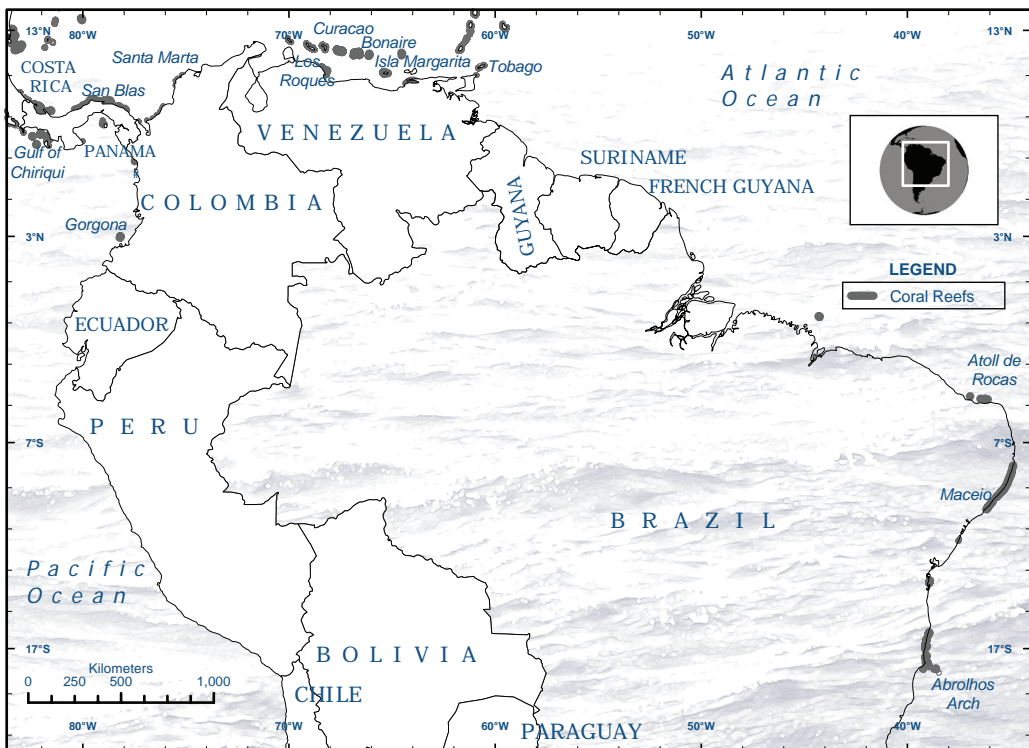 13°N
80°W
60°W
40°W
13°N
Curacao
Bonaire
Santa Marta
Los
Roques
Isla Margarita
Tobago
COSTA
RICA
San Blas
Atlantic
Ocean
VENEZUELA
Gulf of
Chiriqui
PANAMA
SURINAME
FRENCH GUYANA
COLOMBIA
GUYANA
Gorgona
3°N
3°N
LEGEND
Coral Reefs
ECUADOR
Atoll de
Rocas
PERU
7°S
7°S
Maceio
BRAZIL
Pacific
Ocean
17°S
BOLIVIA
17°S
Kilometers
0 250 500 1,000
CHILE
Abrolhos
Arch
PARAGUAY
80°W
70°W
60°W
50°W
40°W